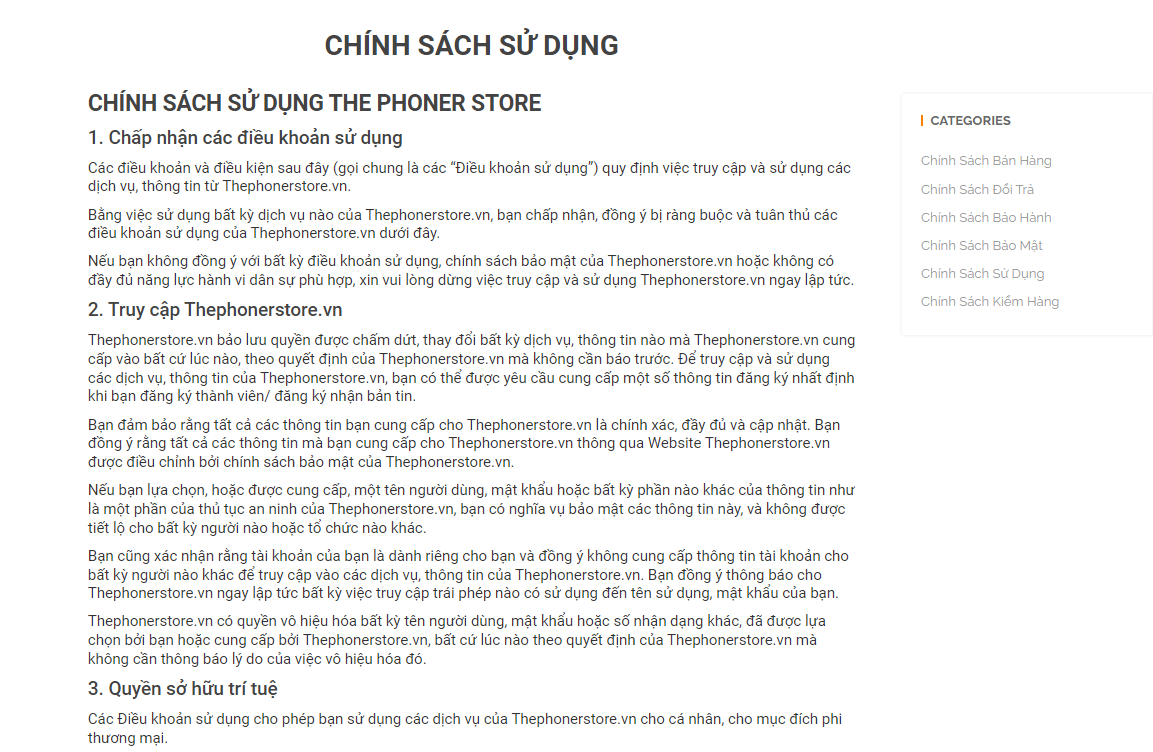 CHÍNH SÁCH SỬ DỤNG
CHÍNH SÁCH SỬ DỤNG THE PHONER STORE
1. Chấp nhận các điều khoản sử dụng
Các điều khoản và điều kiện sau đây (gọi chung là các “Điều khoản sử dụng”) quy định việc truy cập và sử dụng các
dịch vụ, thông tin từ Thephonerstore.vn.
Bằng việc sử dụng bất kỳ dịch vụ nào của Thephonerstore.vn, bạn chấp nhận, đồng ý bị ràng buộc và tuân thủ các
điều khoản sử dụng của Thephonerstore.vn dưới đây.
Nếu bạn không đồng ý với bất kỳ điều khoản sử dụng, chính sách bảo mật của Thephonerstore.vn hoặc không có
đầy đủ năng lực hành vi dân sự phù hợp, xin vui lòng dừng việc truy cập và sử dụng Thephonerstore.vn ngay lập tức.
2. Truy cập Thephonerstore.vn
Thephonerstore.vn bảo lưu quyền được chấm dứt, thay đổi bất kỳ dịch vụ, thông tin nào mà Thephonerstore.vn cung
cấp vào bất cứ lúc nào, theo quyết định của Thephonerstore.vn mà không cần báo trước. Để truy cập và sử dụng
các dịch vụ, thông tin của Thephonerstore.vn, bạn có thể được yêu cầu cung cấp một số thông tin đăng ký nhất định
khi bạn đăng ký thành viên/ đăng ký nhận bản tin.
Bạn đảm bảo rằng tất cả các thông tin bạn cung cấp cho Thephonerstore.vn là chính xác, đầy đủ và cập nhật. Bạn
đồng ý rằng tất cả các thông tin mà bạn cung cấp cho Thephonerstore.vn thông qua Website Thephonerstore.vn
được điều chỉnh bởi chính sách bảo mật của Thephonerstore.vn.
Nếu bạn lựa chọn, hoặc được cung cấp, một tên người dùng, mật khẩu hoặc bất kỳ phần nào khác của thông tin như
là một phần của thủ tục an ninh của Thephonerstore.vn, bạn có nghĩa vụ bảo mật các thông tin này, và không được
tiết lộ cho bất kỳ người nào hoặc tổ chức nào khác.
Bạn cũng xác nhận rằng tài khoản của bạn là dành riêng cho bạn và đồng ý không cung cấp thông tin tài khoản cho
bất kỳ người nào khác để truy cập vào các dịch vụ, thông tin của Thephonerstore.vn. Bạn đồng ý thông báo cho
Thephonerstore.vn ngay lập tức bất kỳ việc truy cập trái phép nào có sử dụng đến tên sử dụng, mật khẩu của bạn.
Thephonerstore.vn có quyền vô hiệu hóa bất kỳ tên người dùng, mật khẩu hoặc số nhận dạng khác, đã được lựa
chọn bởi bạn hoặc cung cấp bởi Thephonerstore.vn, bất cứ lúc nào theo quyết định của Thephonerstore.vn mà
không cần thông báo lý do của việc vô hiệu hóa đó.
3. Quyền sở hữu trí tuệ
Các Điều khoản sử dụng cho phép bạn sử dụng các dịch vụ của Thephonerstore.vn cho cá nhân, cho mục đích phi
thương mại.
CATEGORIES
Chính Sách Bán Hàng
Chính Sách Đổi Trả
Chính Sách Bảo Hành
Chính Sách Bảo Mật
Chính Sách Sử Dụng
Chính Sách Kiểm Hàng